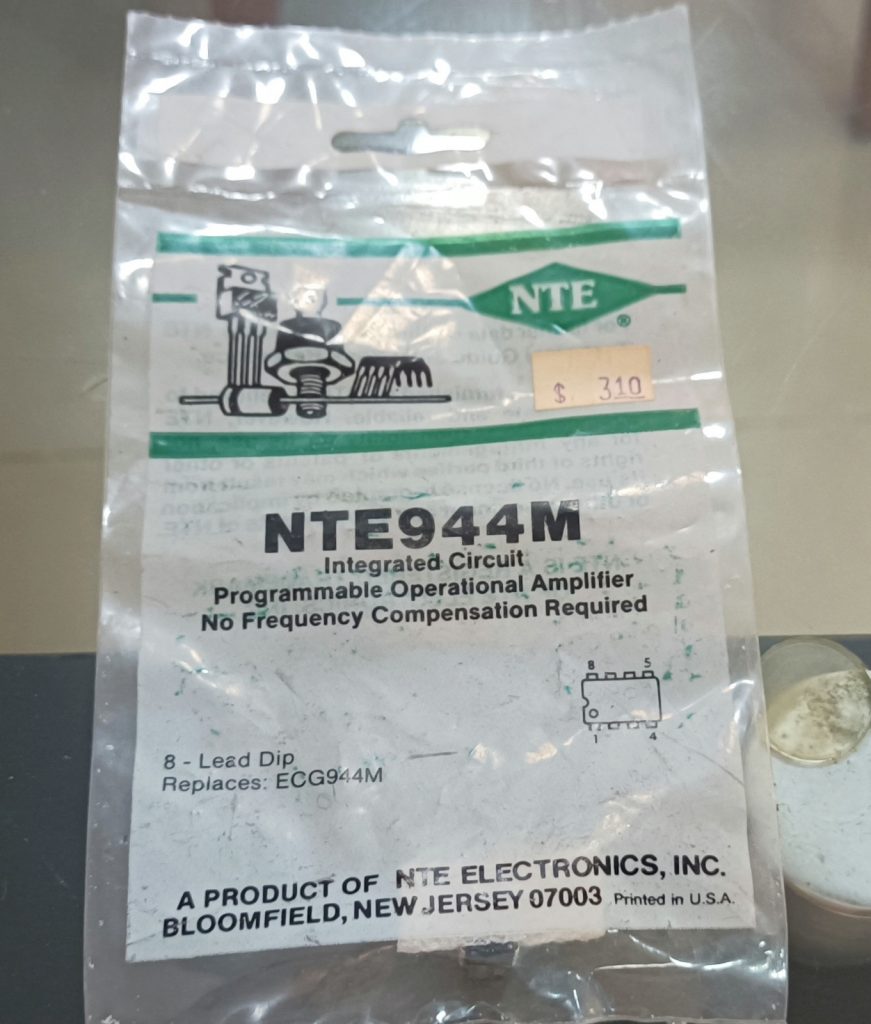 NTE
®
$ 310
NTE944M
Integrated Circuit
Programmable Operational Amplifier
No Frequency Compensation Required
8 5
1 4
8 - Lead Dip
Replaces: ECG944M
A PRODUCT OF NTE ELECTRONICS, INC.
BLOOMFIELD, NEW JERSEY 07003 Printed in U.S.A.